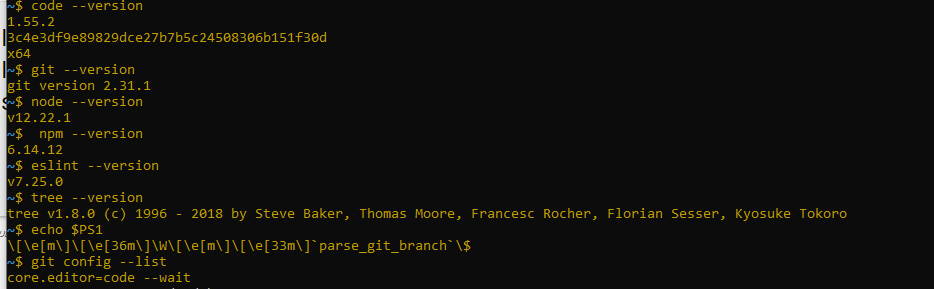 ~$ code --version
1.55.2
3c4e3df9e89829dce27b7b5c24508306b151f30d
x64
~$ git --version
git version 2.31.1
~$ node --version
v12.22.1
~$  npm --version
6.14.12
~$ eslint --version
v7.25.0
~$ tree --version
tree v1.8.0 (c) 1996 - 2018 by Steve Baker, Thomas Moore, Francesc Rocher, Florian Sesser, Kyosuke Tokoro
~$ echo $PS1
\[\e[m\]\[\e[36m\]\W\[\e[m\]\[\e[33m\]`parse_git_branch`\$
~$ git config --list
core.editor=code --wait